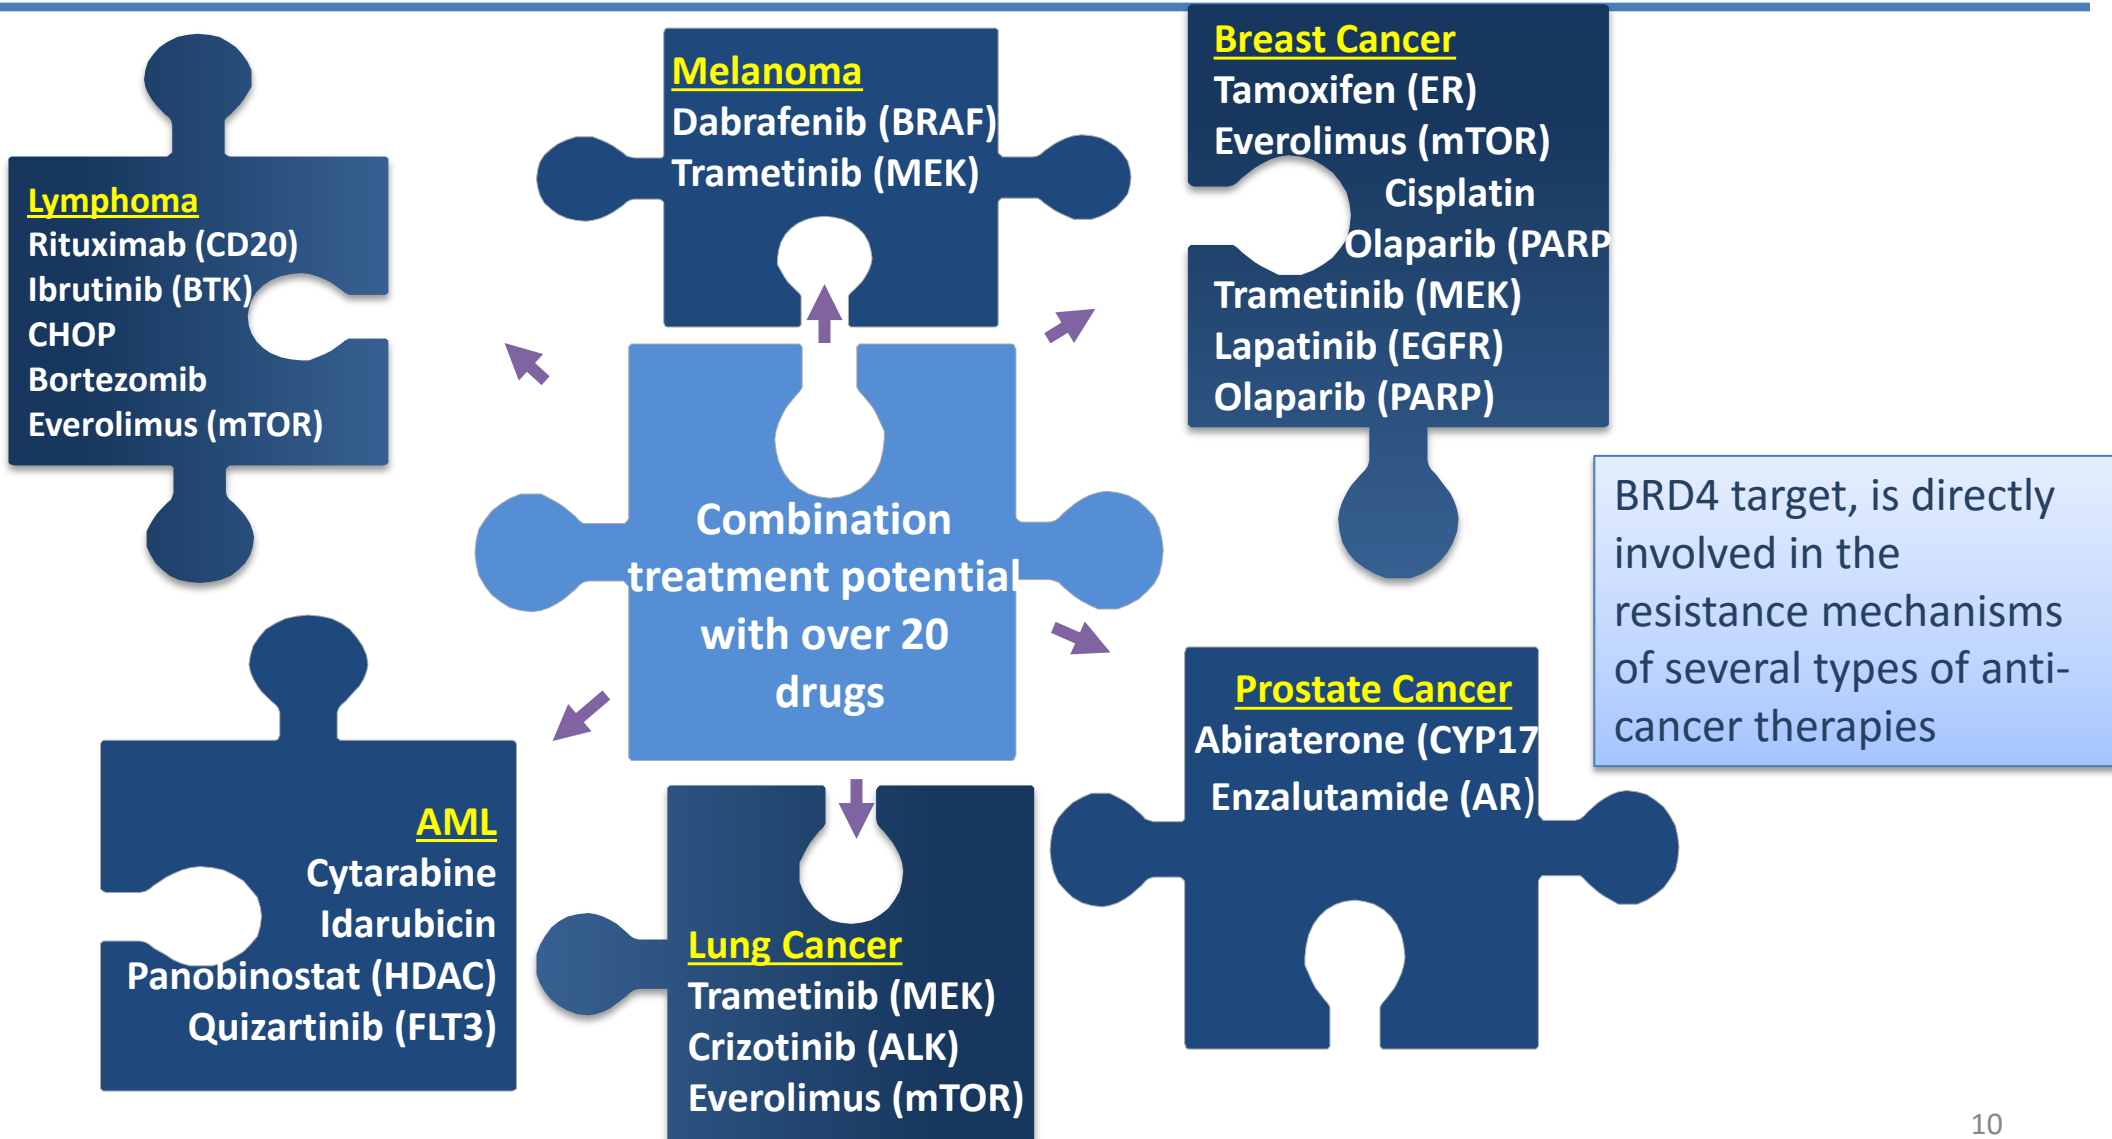 Lymphoma
Rituximab (CD20)
Ibrutinib (BTK)
CHOP
Bortezomib
Everolimus (mTOR)
Melanoma
Dabrafenib (BRAF)
Trametinib (MEK)
Breast Cancer
Tamoxifen (ER)
Everolimus (mTOR)
Cisplatin
Olaparib (PARP
Trametinib (MEK)
Lapatinib (EGFR)
Olaparib (PARP)
Combination
treatment potential
with over 20
drugs
BRD4 target, is directly
involved in the
resistance mechanisms
of several types of anti-
cancer therapies
AML
Cytarabine
Idarubicin
Panobinostat (HDAC)
Quizartinib (FLT3)
Lung Cancer
Trametinib (MEK)
Crizotinib (ALK)
Everolimus (mTOR)
Prostate Cancer
Abiraterone (CYP17
Enzalutamide (AR)
10